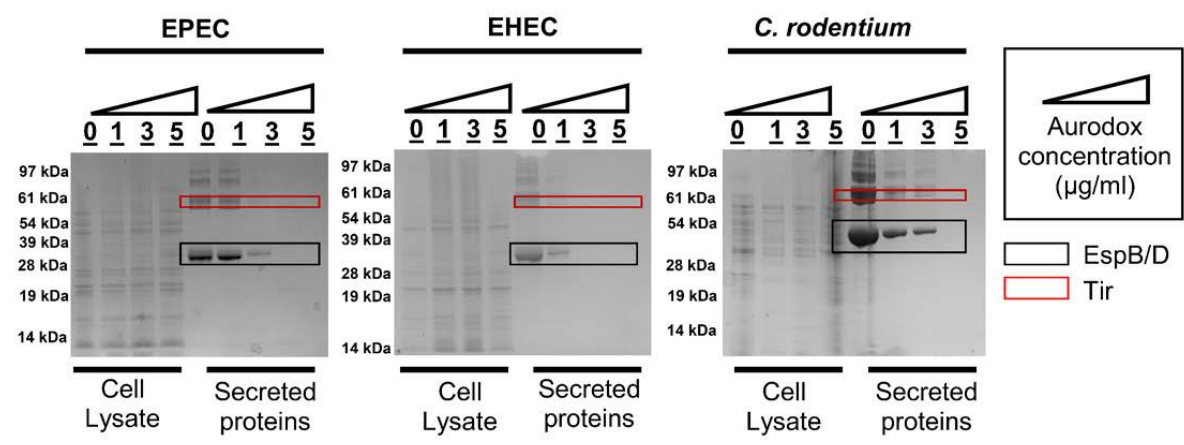 EPEC
EHEC
C. rodentium
0 1 3 5 0 1 3 5
0 1 3 5 0 1 3 5
0 1 3 5 0 1 3 5
97 kDa
61 kDa
54 kDa
39 kDa
28 kDa
19 kDa
14 kDa
97 kDa
61 kDa
54 kDa
39 kDa
28 kDa
19 kDa
14 kDa
97 kDa
61 kDa
54 kDa
28 kDa
19 kDa
14 kDa
Cell
Lysate
Secreted
proteins
Cell
Lysate
Secreted
proteins
Cell
Lysate
Secreted
proteins
Aurodox
concentration
(µg/ml)
EspB/D
Tir